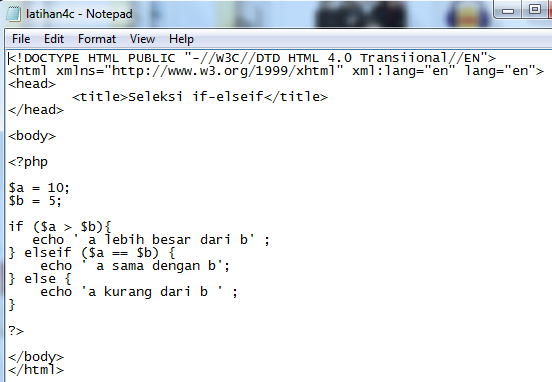 latihan4c - Notepad
File Edit Format View Help
<!DOCTYPE HTML PUBLIC "-//W3C//DTD HTML 4.0 Transiional//EN">
<html xmlns="http://www.w3.org/1999/xhtml" xml:lang="en" lang="en">
<head>
        <title>Seleksi if-elseif</title>
</head>
<body>
<?php
$a = 10;
$b = 5;
if ($a > $b){
   echo ' a lebih besar dari b' ;
} elseif ($a == $b) {
    echo ' a sama dengan b';
} else {
    echo 'a kurang dari b ' ;
}
?>
</body>
</html>